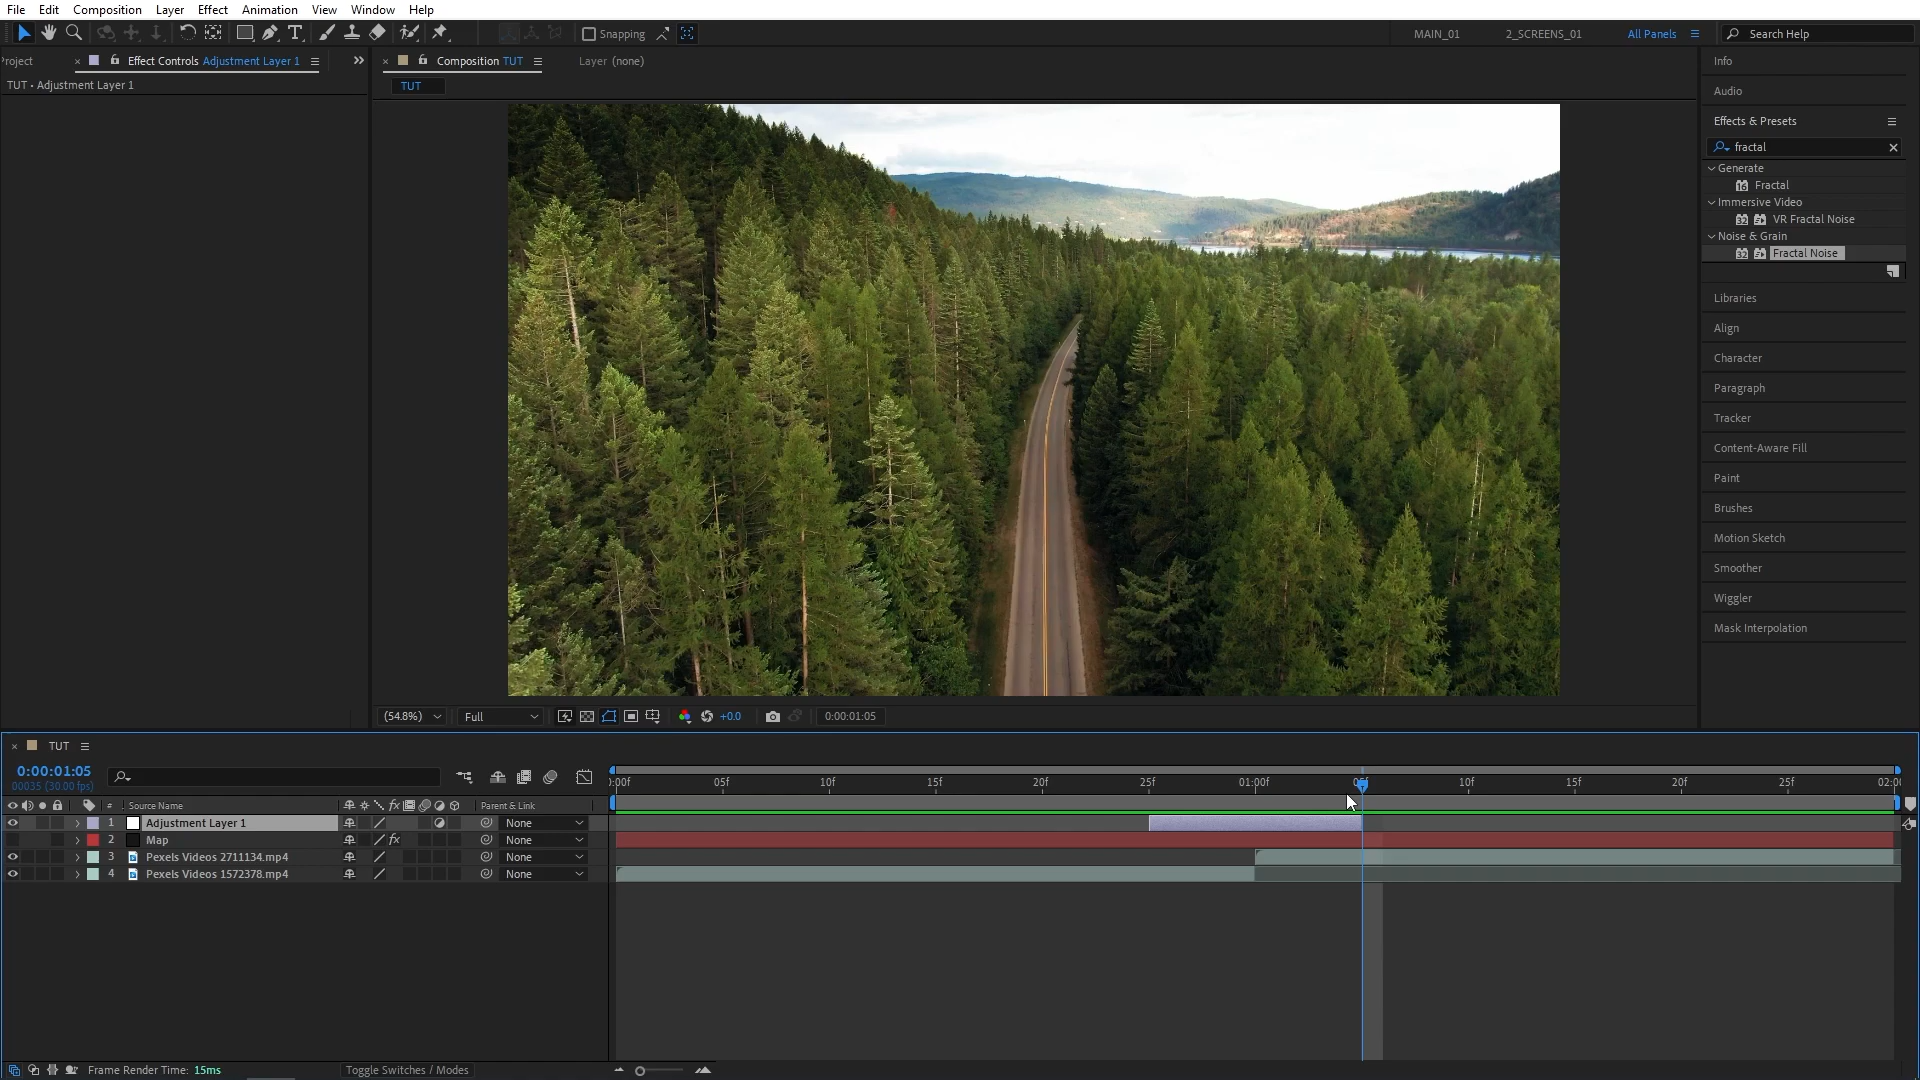 File Edit Composition Layer Effect Animation View Window Help
Snapping
MAIN_01 2_SCREENS_01 All Panels Search Help
roject Effect Controls Adjustment Layer 1
TUT • Adjustment Layer 1
Composition TUT Layer (none)
TUT
Info
Audio
Effects & Presets
fractal
Generate
Fractal
Immersive Video
VR Fractal Noise
Noise & Grain
Fractal Noise
Libraries
Align
Character
Paragraph
Tracker
Content-Aware Fill
Paint
Brushes
Motion Sketch
Smoother
Wiggler
Mask Interpolation
(54.8%) Full +0.0 0:00:01:05
TUT
0:00:01:05
00035 (30.00 fps)
:00f 05f 10f 15f 20f 25f 01:00f 05f 10f 15f 20f 25f 02:0
# Source Name fx Parent & Link
1 Adjustment Layer 1 None
2 Map fx None
3 Pexels Videos 2711134.mp4 None
4 Pexels Videos 1572378.mp4 None
Frame Render Time: 15ms Toggle Switches / Modes